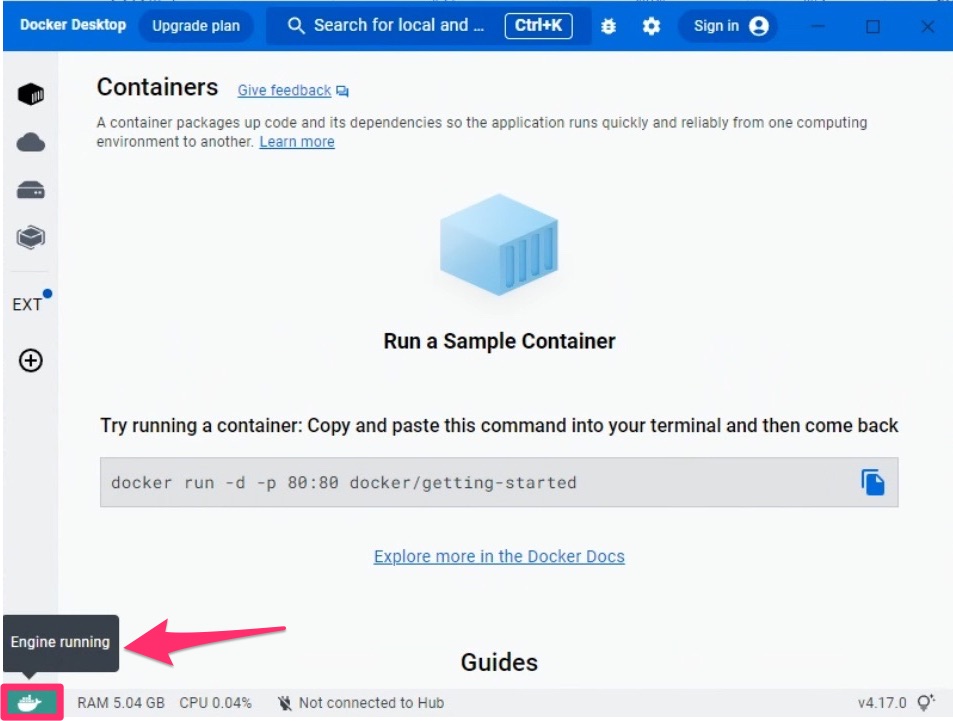 Docker Desktop Upgrade plan Search for local and ... Ctrl+K Sign in
Containers Give feedback
A container packages up code and its dependencies so the application runs quickly and reliably from one computing
environment to another. Learn more
EXT
Run a Sample Container
Try running a container: Copy and paste this command into your terminal and then come back
docker run -d -p 80:80 docker/getting-started
Explore more in the Docker Docs
Engine running
Guides
RAM 5.04 GB CPU 0.04% Not connected to Hub v4.17.0